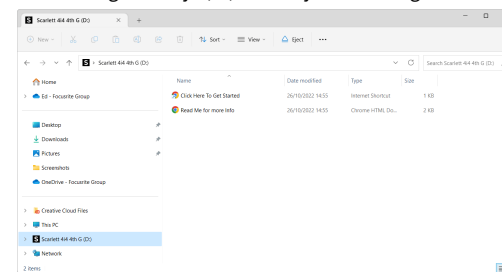 Scarlett 4i4 4th G (D:)
New Sort View Eject
Scarlett 4i4 4th G (D:) Search Scarlett 4i4 4th G (D:)
Home
Ed - Focusrite Group
Desktop
Downloads
Pictures
Screenshots
OneDrive - Focusrite Group
Creative Cloud Files
This PC
Scarlett 4i4 4th G (D:)
Network
Name Date modified Type Size
Click Here To Get Started 26/10/2022 14:55 Internet Shortcut 1 KB
Read Me for more Info 26/10/2022 14:55 Chrome HTML Do... 2 KB
2 items